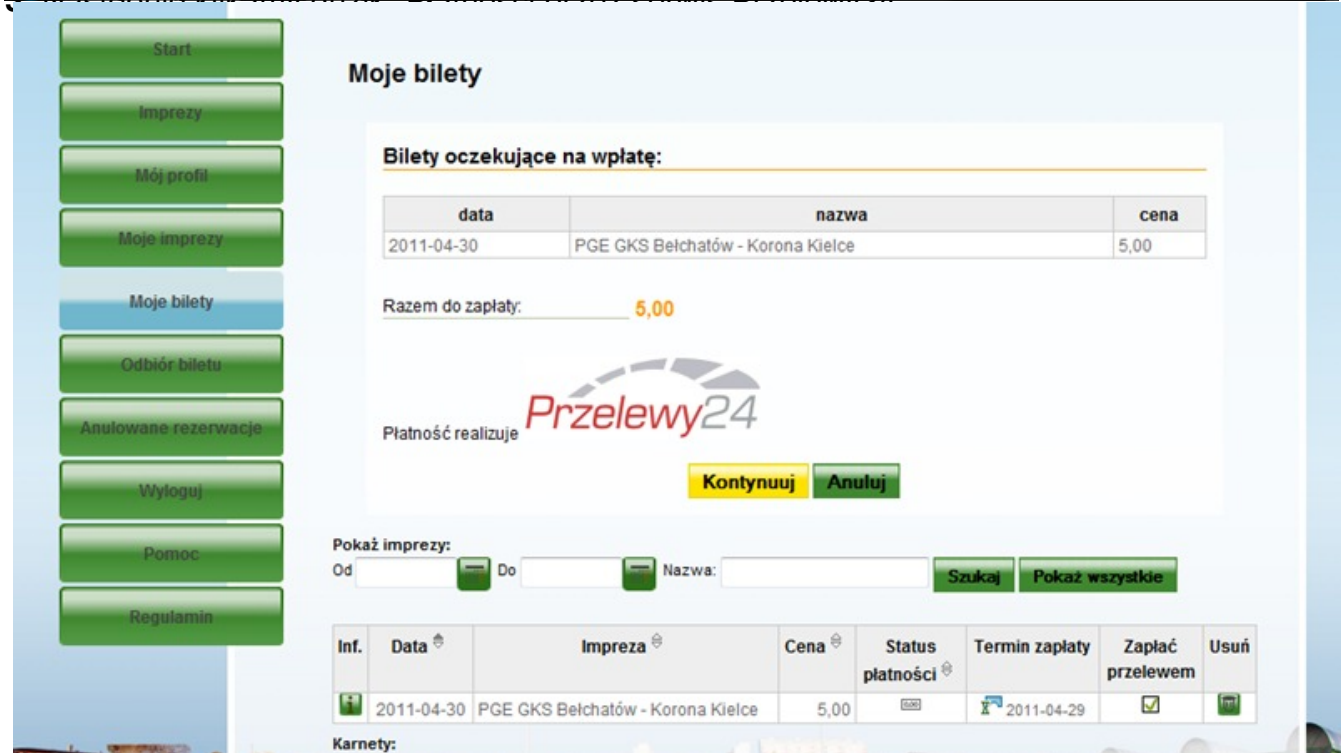 Start
Imprezy
Mój profil
Moje imprezy
Moje bilety
Odbiór biletu
Anulowane rezerwacje
Wyloguj
Pomoc
Regulamin
Moje bilety
Bilety oczekujące na wpłatę:
data nazwa cena
2011-04-30 PGE GKS Bełchatów - Korona Kielce 5,00
Razem do zapłaty: 5,00
Płatność realizuje Przelewy24
Kontynuuj Anuluj
Pokaż imprezy:
Od Do Nazwa: Szukaj Pokaż wszystkie
Inf. Data Impreza Cena Status płatności Termin zapłaty Zapłać przelewem Usuń
2011-04-30 PGE GKS Bełchatów - Korona Kielce 5,00 2011-04-29
Karnety: